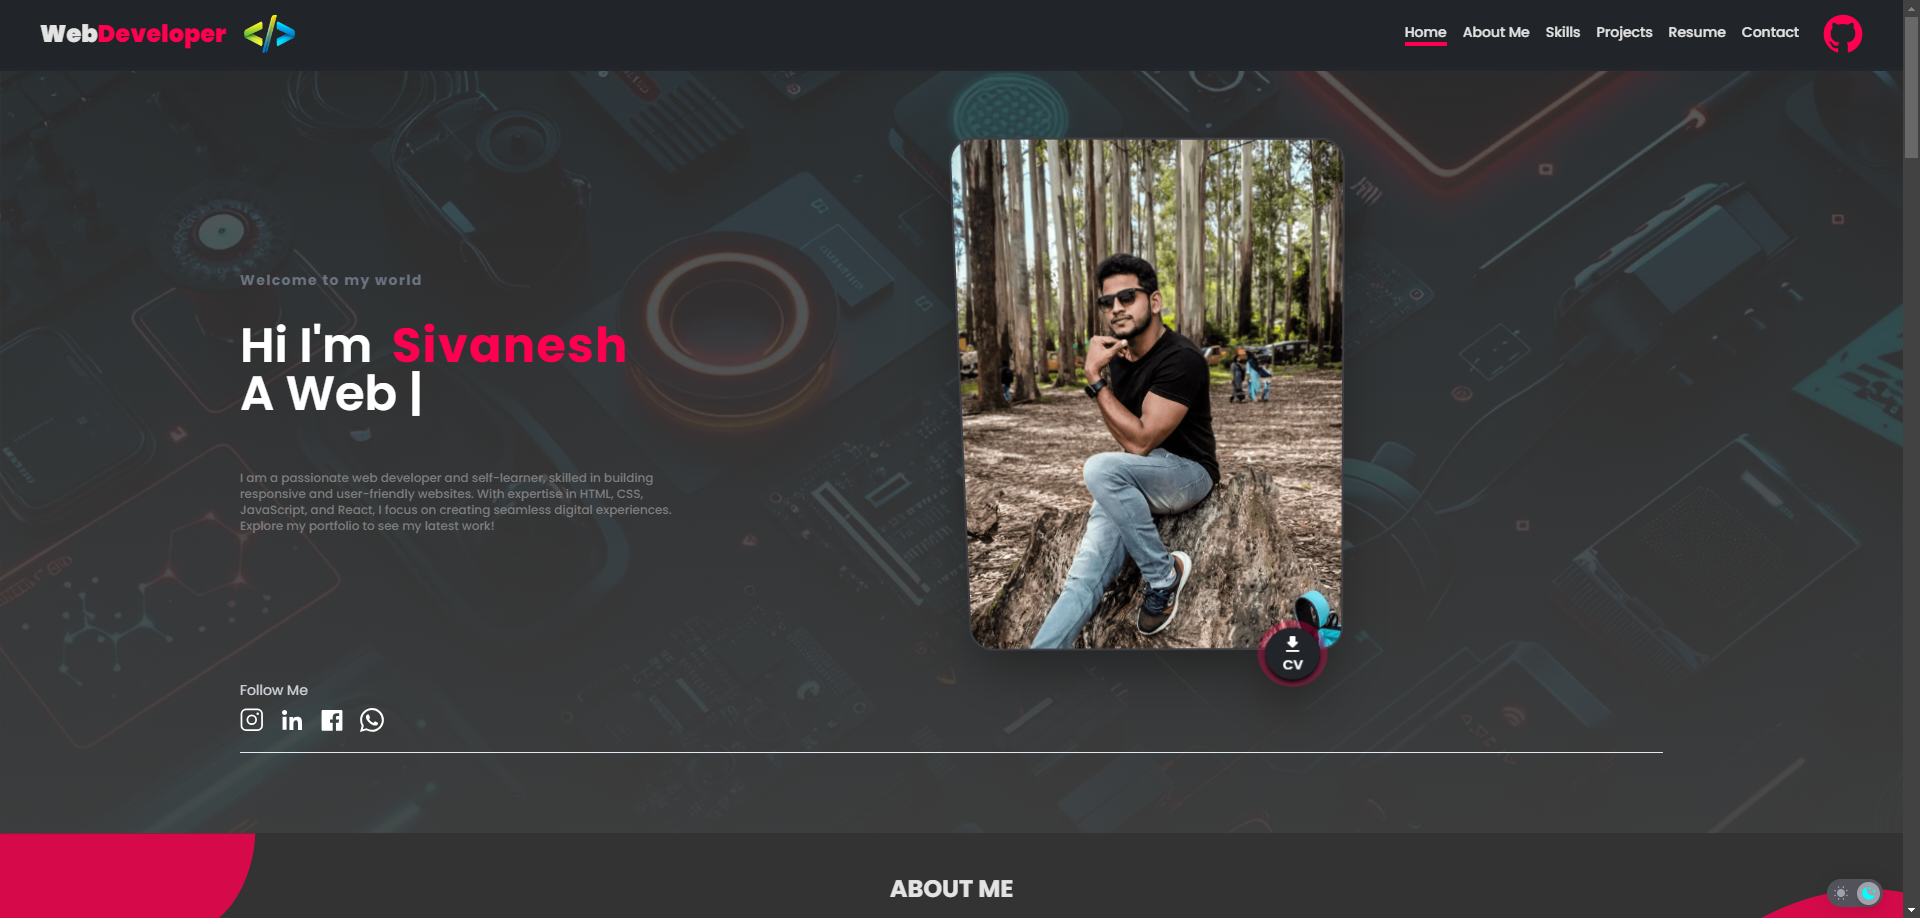 WebDeveloper
Home About Me Skills Projects Resume Contact
Welcome to my world
Hi I'm Sivanesh
A Web |
I am a passionate web developer and self-learner, skilled in building
responsive and user-friendly websites. With expertise in HTML, CSS,
JavaScript, and React, I focus on creating seamless digital experiences.
Explore my portfolio to see my latest work!
CV
Follow Me
ABOUT ME